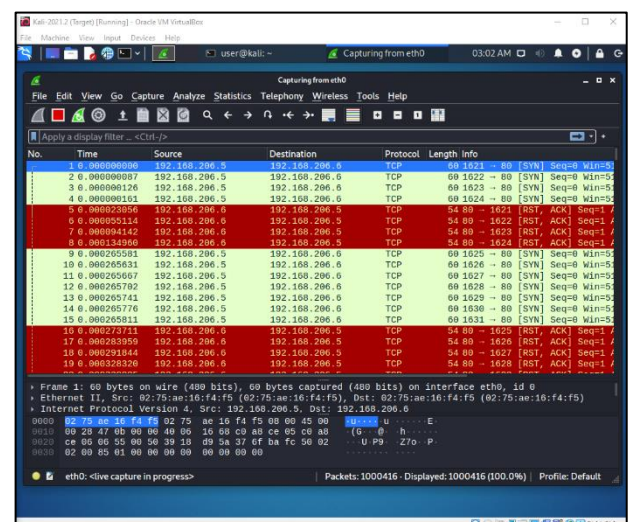 Kali-2021.2 (Target) [Running] - Oracle VM VirtualBox
File Machine View Input Devices Help
user@kali: ~ Capturing from eth0 03:02 AM
Capturing from eth0
File Edit View Go Capture Analyze Statistics Telephony Wireless Tools Help
Apply a display filter ... <Ctrl-/>
No. Time Source Destination Protocol Length Info
1 0.000000000 192.168.206.5 192.168.206.6 TCP 60 1621 → 80 [SYN] Seq=0 Win=51
2 0.000000087 192.168.206.5 192.168.206.6 TCP 60 1622 → 80 [SYN] Seq=0 Win=51
3 0.000000126 192.168.206.5 192.168.206.6 TCP 60 1623 → 80 [SYN] Seq=0 Win=51
4 0.000000161 192.168.206.5 192.168.206.6 TCP 60 1624 → 80 [SYN] Seq=0 Win=51
5 0.000023056 192.168.206.6 192.168.206.5 TCP 54 80 → 1621 [RST, ACK] Seq=1 A
6 0.000055114 192.168.206.6 192.168.206.5 TCP 54 80 → 1622 [RST, ACK] Seq=1 A
7 0.000094142 192.168.206.6 192.168.206.5 TCP 54 80 → 1623 [RST, ACK] Seq=1 A
8 0.000134960 192.168.206.6 192.168.206.5 TCP 54 80 → 1624 [RST, ACK] Seq=1 A
9 0.000265581 192.168.206.5 192.168.206.6 TCP 60 1625 → 80 [SYN] Seq=0 Win=51
10 0.000265631 192.168.206.5 192.168.206.6 TCP 60 1626 → 80 [SYN] Seq=0 Win=51
11 0.000265667 192.168.206.5 192.168.206.6 TCP 60 1627 → 80 [SYN] Seq=0 Win=51
12 0.000265702 192.168.206.5 192.168.206.6 TCP 60 1628 → 80 [SYN] Seq=0 Win=51
13 0.000265741 192.168.206.5 192.168.206.6 TCP 60 1629 → 80 [SYN] Seq=0 Win=51
14 0.000265776 192.168.206.5 192.168.206.6 TCP 60 1630 → 80 [SYN] Seq=0 Win=51
15 0.000265811 192.168.206.5 192.168.206.6 TCP 60 1631 → 80 [SYN] Seq=0 Win=51
16 0.000273711 192.168.206.6 192.168.206.5 TCP 54 80 → 1625 [RST, ACK] Seq=1 A
17 0.000283959 192.168.206.6 192.168.206.5 TCP 54 80 → 1626 [RST, ACK] Seq=1 A
18 0.000291844 192.168.206.6 192.168.206.5 TCP 54 80 → 1627 [RST, ACK] Seq=1 A
19 0.000328320 192.168.206.6 192.168.206.5 TCP 54 80 → 1628 [RST, ACK] Seq=1 A
Frame 1: 60 bytes on wire (480 bits), 60 bytes captured (480 bits) on interface eth0, id 0
Ethernet II, Src: 02:75:ae:16:f4:f5 (02:75:ae:16:f4:f5), Dst: 02:75:ae:16:f4:f5 (02:75:ae:16:f4:f5)
Internet Protocol Version 4, Src: 192.168.206.5, Dst: 192.168.206.6
0000 02 75 ae 16 f4 f5 02 75 ae 16 f4 f5 08 00 45 00 ·u·····u ······E·
0010 00 28 47 0b 00 00 40 06 16 68 c0 a8 ce 05 c0 a8 ·(G···@· ·h······
0020 ce 06 06 55 00 50 39 18 d9 5a 37 6f ba fc 50 02 ···U·P9· ·Z7o··P·
0030 02 00 85 01 00 00 00 00 00 00 00 00
eth0: <live capture in progress> Packets: 1000416 · Displayed: 1000416 (100.0%) Profile: Default